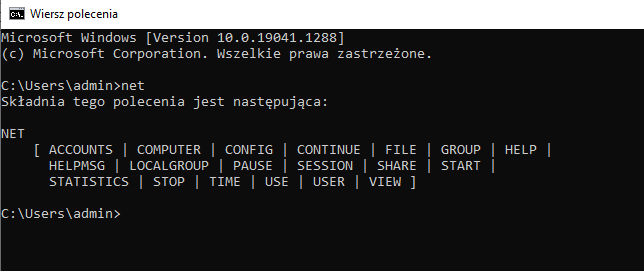 Wiersz polecenia
Microsoft Windows [Version 10.0.19041.1288]
(c) Microsoft Corporation. Wszelkie prawa zastrzeżone.
C:\Users\admin>net
Składnia tego polecenia jest następująca:
NET
[ ACCOUNTS | COMPUTER | CONFIG | CONTINUE | FILE | GROUP | HELP |
HELPMSG | LOCALGROUP | PAUSE | SESSION | SHARE | START |
STATISTICS | STOP | TIME | USE | USER | VIEW ]
C:\Users\admin>